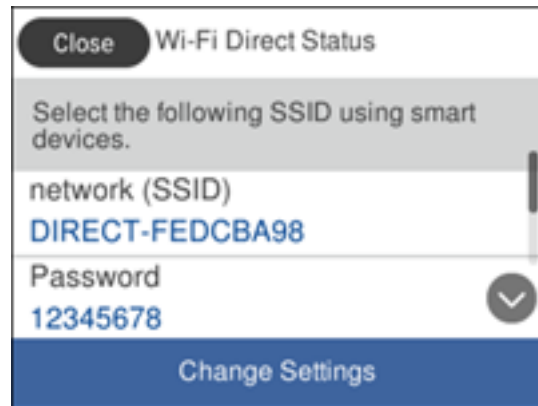 Close Wi-Fi Direct Status
Select the following SSID using smart
devices.
network (SSID)
DIRECT-FEDCBA98
Password
12345678
Change Settings